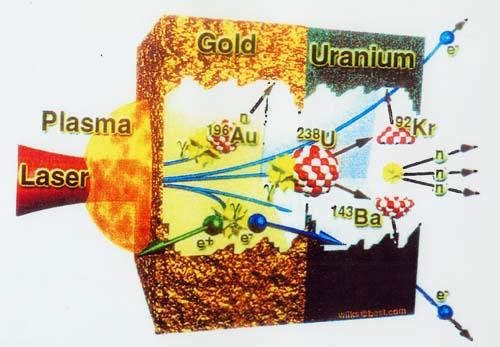 Gold
Uranium
e-
Plasma
n
196Au
238U
92Kr
γ
Laser
n
n
n
γ
143Ba
γ
e+
e-
e-
wilks@best.com